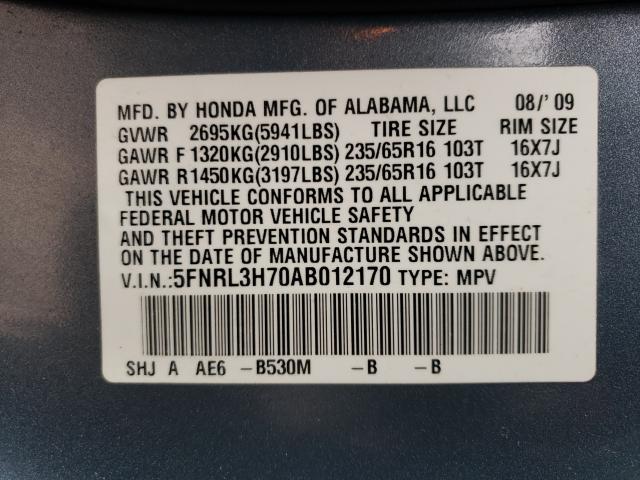 MFD. BY HONDA MFG. OF ALABAMA, LLC 08/' 09
GVWR 2695KG(5941LBS) TIRE SIZE RIM SIZE
GAWR F 1320KG(2910LBS) 235/65R16 103T 16X7J
GAWR R1450KG(3197LBS) 235/65R16 103T 16X7J
THIS VEHICLE CONFORMS TO ALL APPLICABLE
FEDERAL MOTOR VEHICLE SAFETY
AND THEFT PREVENTION STANDARDS IN EFFECT
ON THE DATE OF MANUFACTURE SHOWN ABOVE.
V.I.N.:5FNRL3H70AB012170 TYPE: MPV
SHJ A AE6 -B530M -B -B